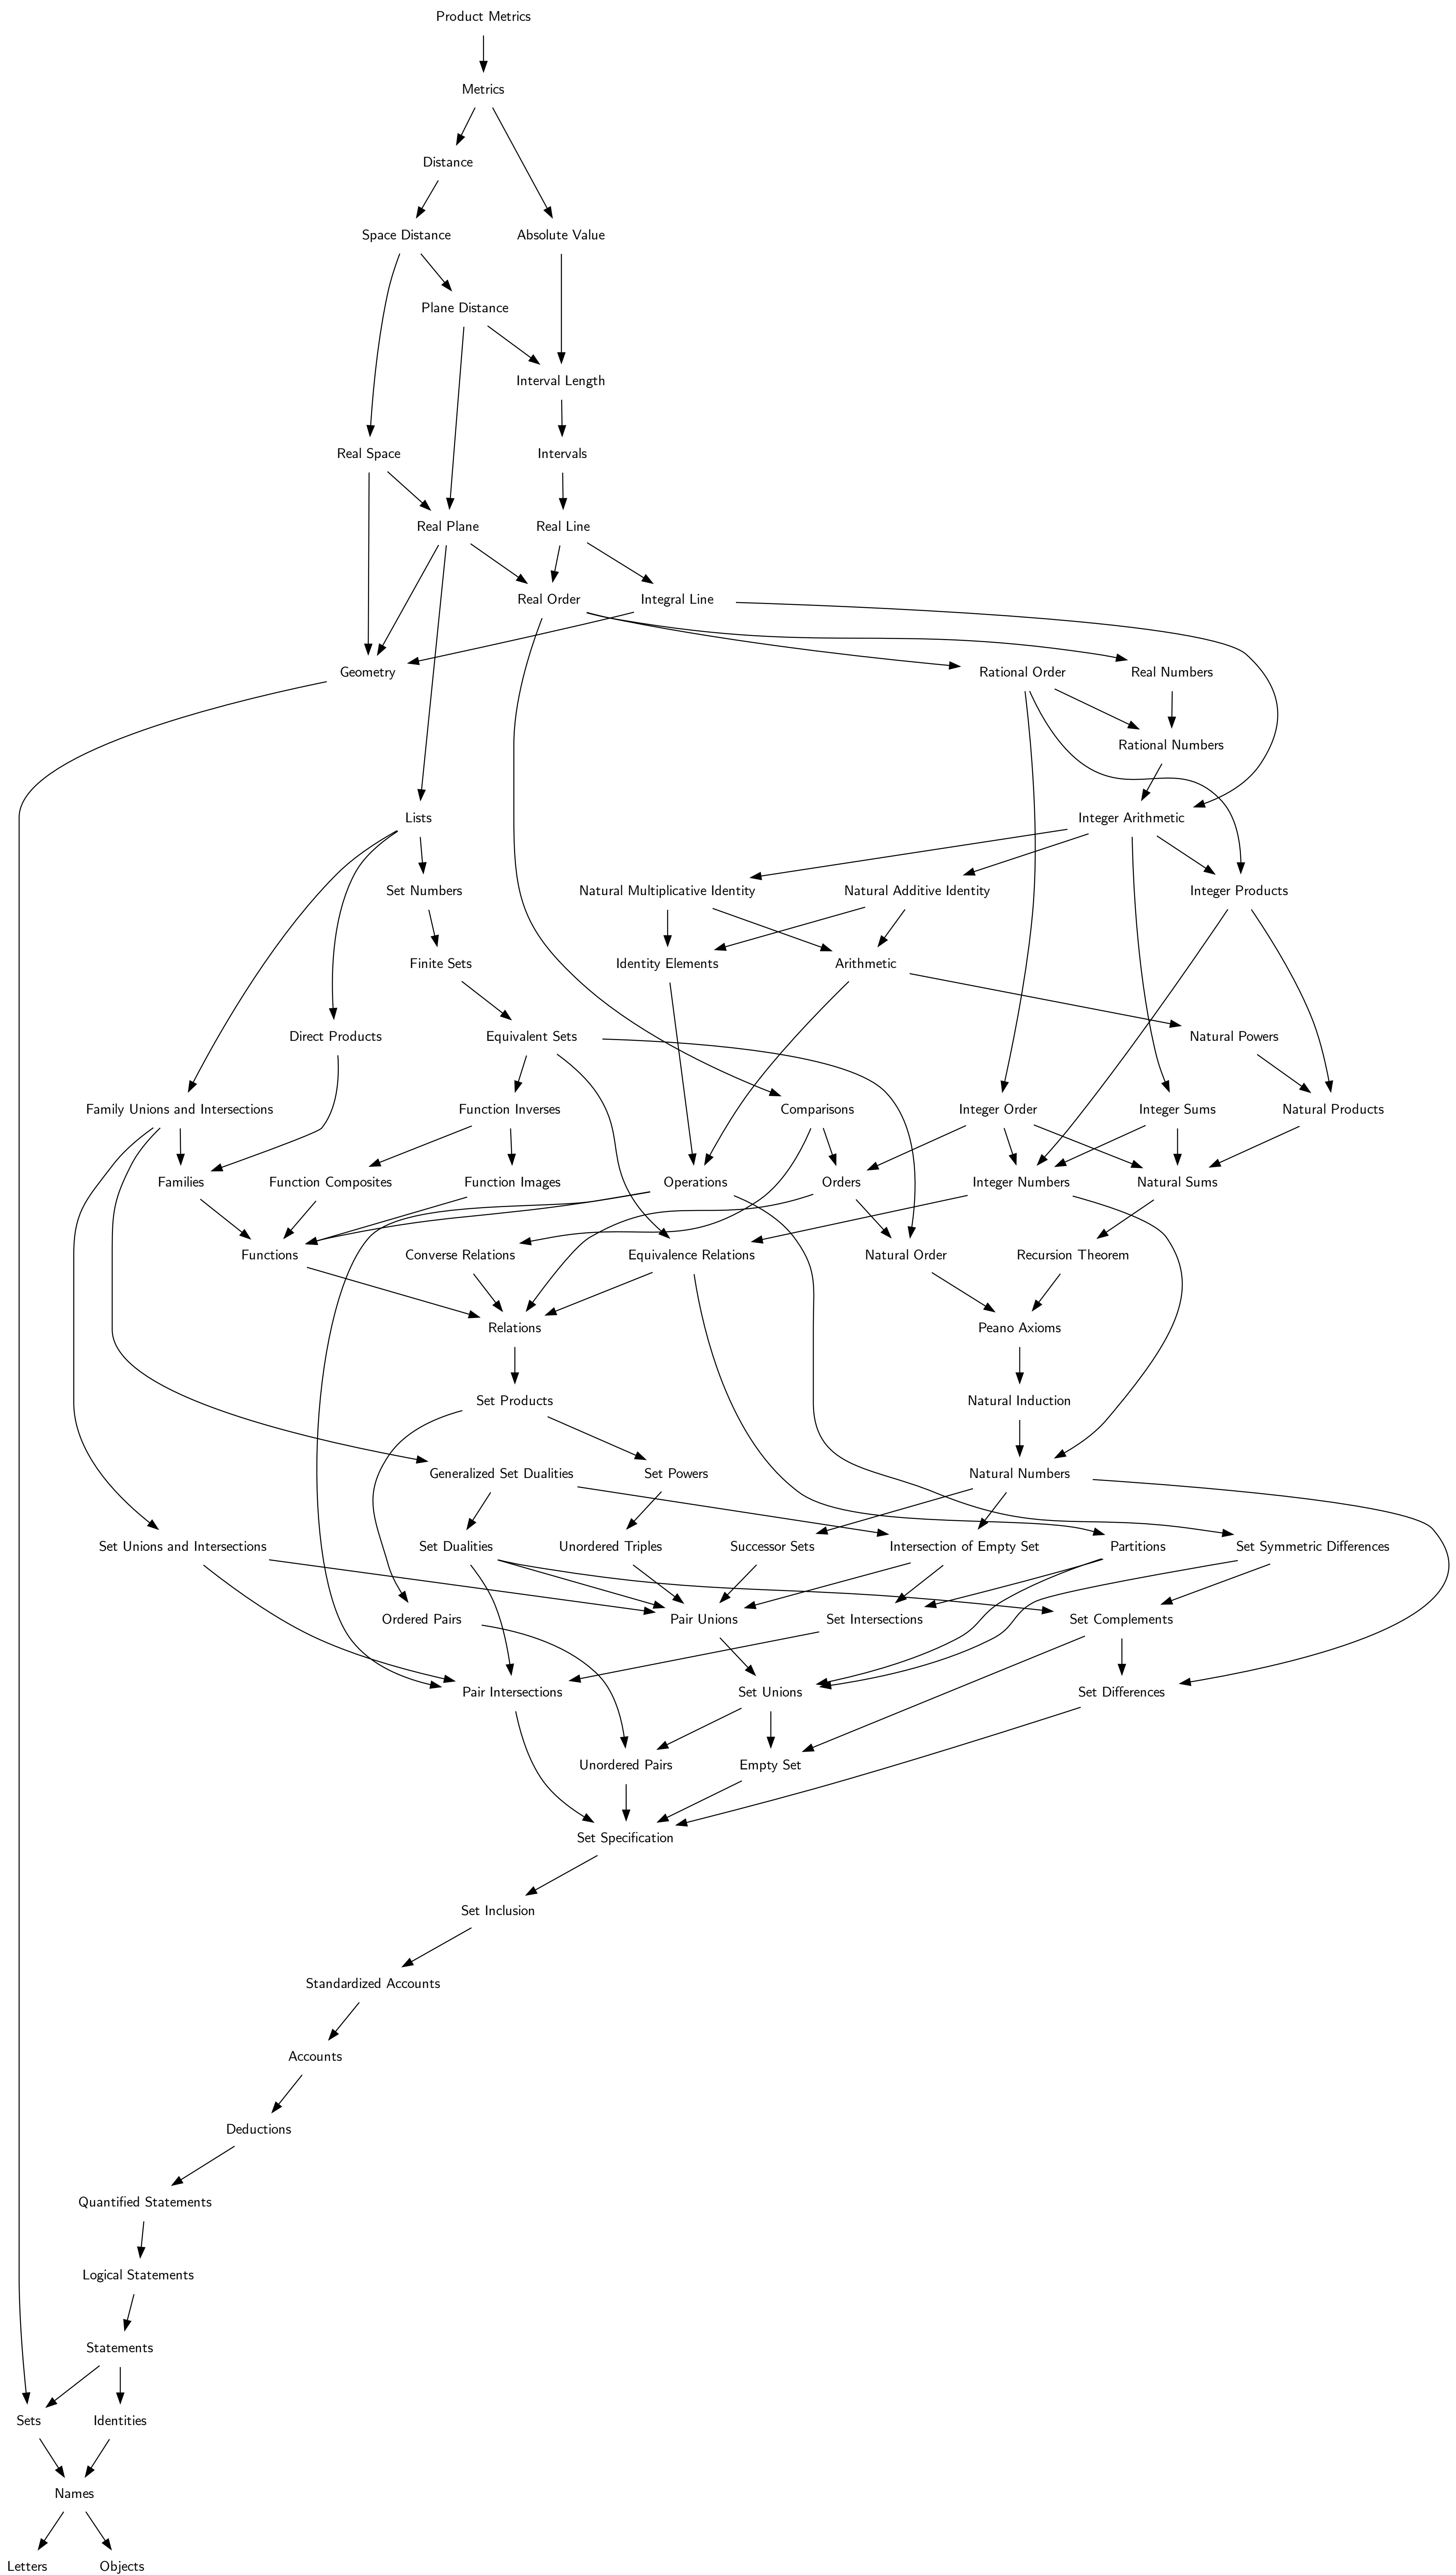 Product Metrics
Metrics
Distance
Space Distance
Absolute Value
Plane Distance
Interval Length
Real Space
Intervals
Real Plane
Real Line
Real Order
Integral Line
Geometry
Rational Order
Real Numbers
Rational Numbers
Lists
Integer Arithmetic
Set Numbers
Natural Multiplicative Identity
Natural Additive Identity
Integer Products
Finite Sets
Identity Elements
Arithmetic
Direct Products
Equivalent Sets
Natural Powers
Family Unions and Intersections
Function Inverses
Comparisons
Integer Order
Integer Sums
Natural Products
Families
Function Composites
Function Images
Operations
Orders
Integer Numbers
Natural Sums
Functions
Converse Relations
Equivalence Relations
Natural Order
Recursion Theorem
Relations
Peano Axioms
Set Products
Natural Induction
Generalized Set Dualities
Set Powers
Natural Numbers
Set Unions and Intersections
Set Dualities
Unordered Triples
Successor Sets
Intersection of Empty Set
Partitions
Set Symmetric Differences
Ordered Pairs
Pair Unions
Set Intersections
Set Complements
Pair Intersections
Set Unions
Set Differences
Unordered Pairs
Empty Set
Set Specification
Set Inclusion
Standardized Accounts
Accounts
Deductions
Quantified Statements
Logical Statements
Statements
Sets
Identities
Names
Letters
Objects